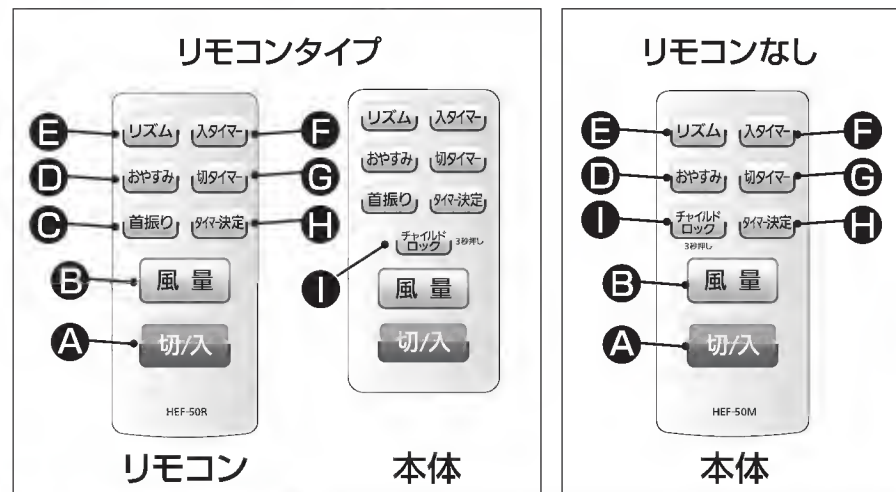 リモコンタイプ
E リズム 入タイマー F
D おやすみ 切タイマー G
C 首振り タイマー決定 H
B 風量
A 切/入
HEF-50R
リモコン
リズム 入タイマー
おやすみ 切タイマー
首振り タイマー決定
I チャイルドロック 3秒押し
風量
切/入
本体
リモコンなし
E リズム 入タイマー F
D おやすみ 切タイマー G
I チャイルドロック タイマー決定 H
3秒押し
B 風量
A 切/入
HEF-50M
本体